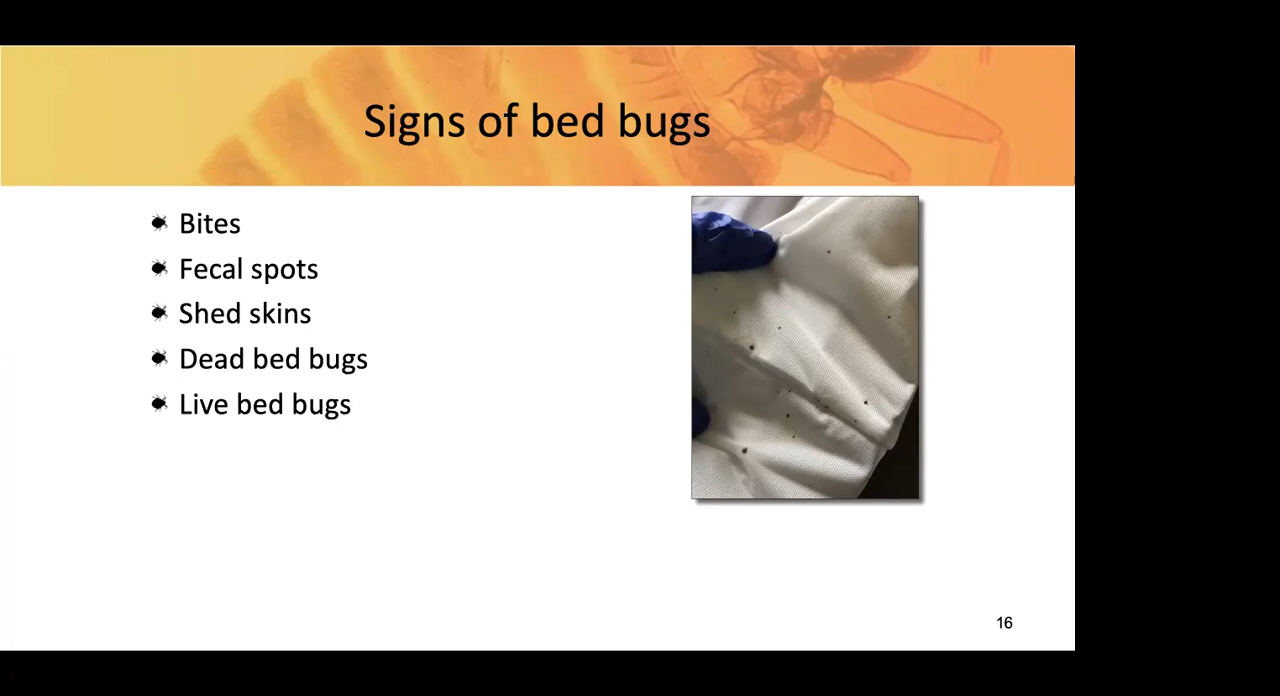 Signs of bed bugs
Bites
Fecal spots
Shed skins
Dead bed bugs
Live bed bugs
16